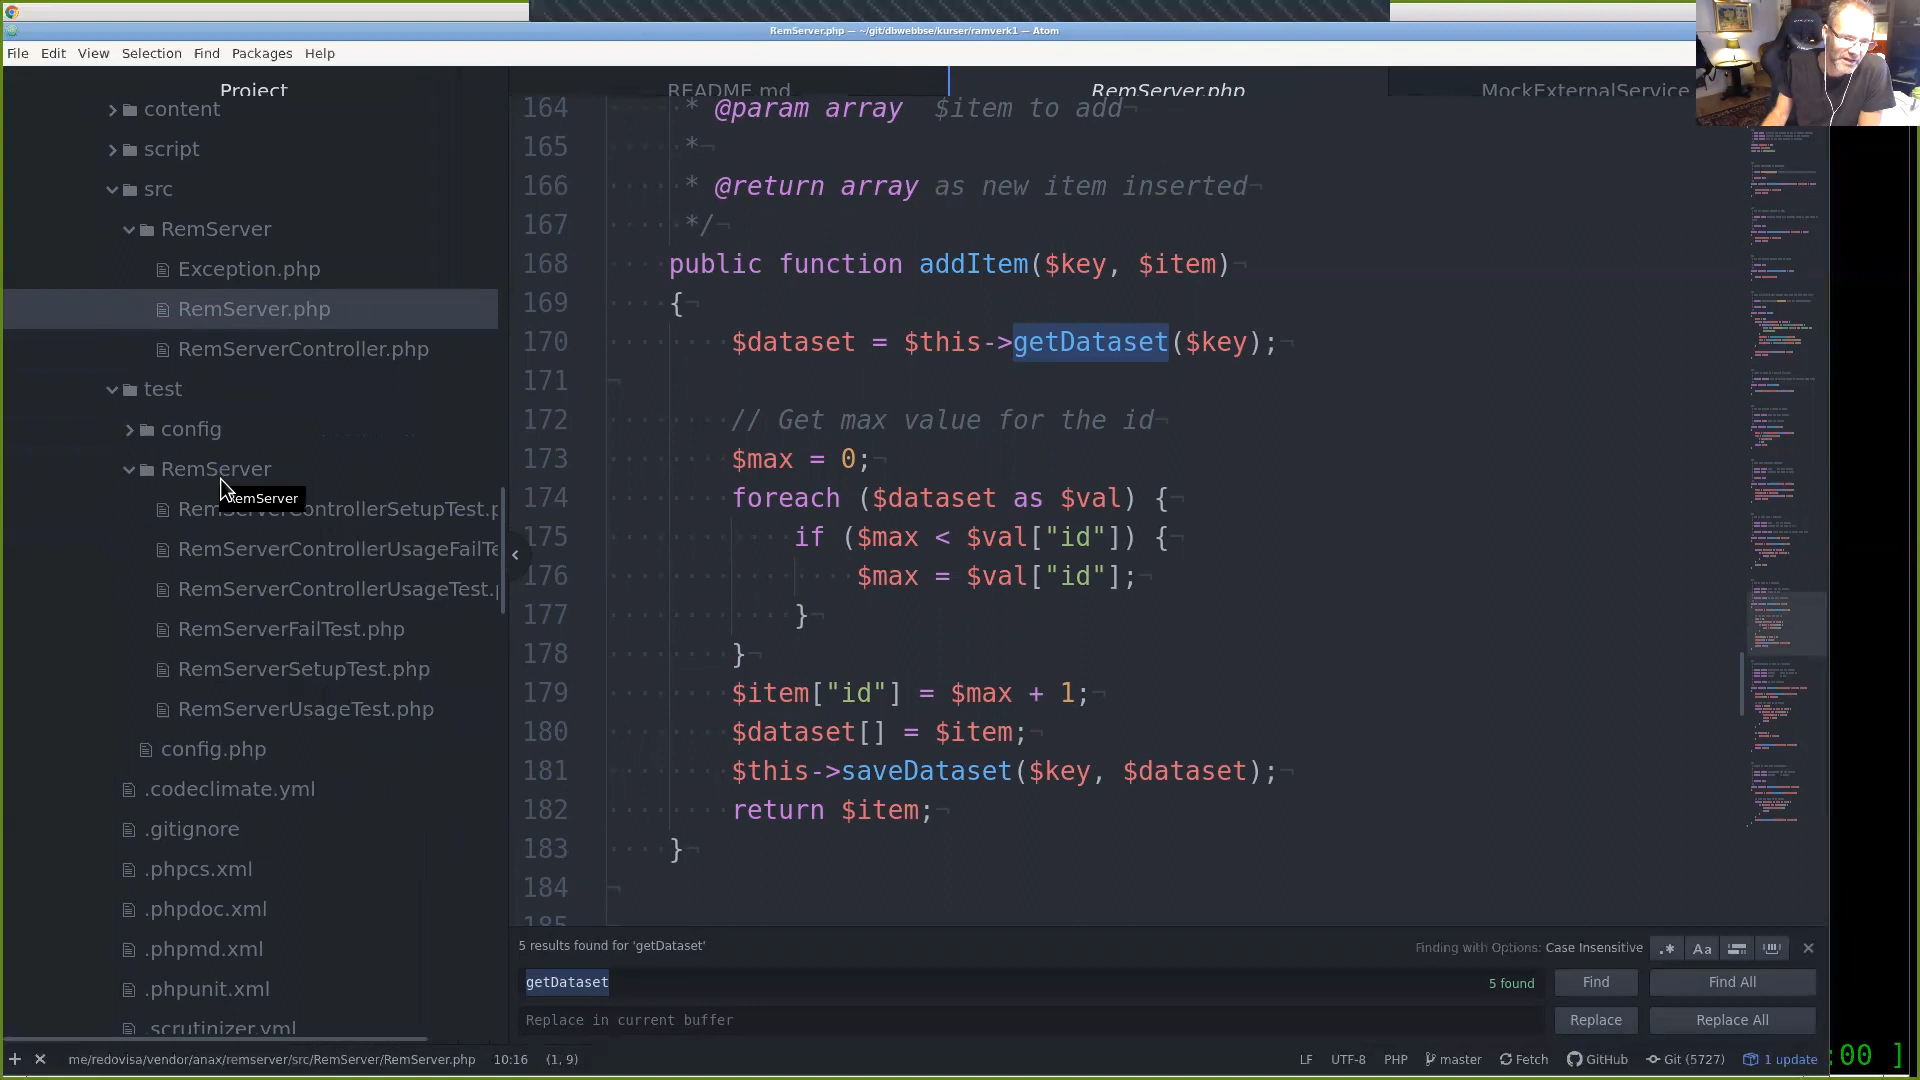 RemServer.php — ~/git/dbwebbse/kurser/ramverk1 — Atom
File Edit View Selection Find Packages Help
Project
content
script
src
RemServer
Exception.php
RemServer.php
RemServerController.php
test
config
RemServer
RemServer
RemServerControllerSetupTest.p
RemServerControllerUsageFailTe
RemServerControllerUsageTest.p
RemServerFailTest.php
RemServerSetupTest.php
RemServerUsageTest.php
config.php
.codeclimate.yml
.gitignore
.phpcs.xml
.phpdoc.xml
.phpmd.xml
.phpunit.xml
.scrutinizer.yml
README.md RemServer.php MockExternalService
164 * @param array  $item to add
165 *
166 * @return array as new item inserted
167 */
168 public function addItem($key, $item)
169 {
170 $dataset = $this->getDataset($key);
171
172 // Get max value for the id
173 $max = 0;
174 foreach ($dataset as $val) {
175 if ($max < $val["id"]) {
176 $max = $val["id"];
177 }
178 }
179 $item["id"] = $max + 1;
180 $dataset[] = $item;
181 $this->saveDataset($key, $dataset);
182 return $item;
183 }
184
185
5 results found for 'getDataset' Finding with Options: Case Insensitive .* Aa
getDataset 5 found Find Find All
Replace in current buffer Replace Replace All
me/redovisa/vendor/anax/remserver/src/RemServer/RemServer.php 10:16 (1, 9) LF UTF-8 PHP master Fetch GitHub Git (5727) 1 update
:00 ]